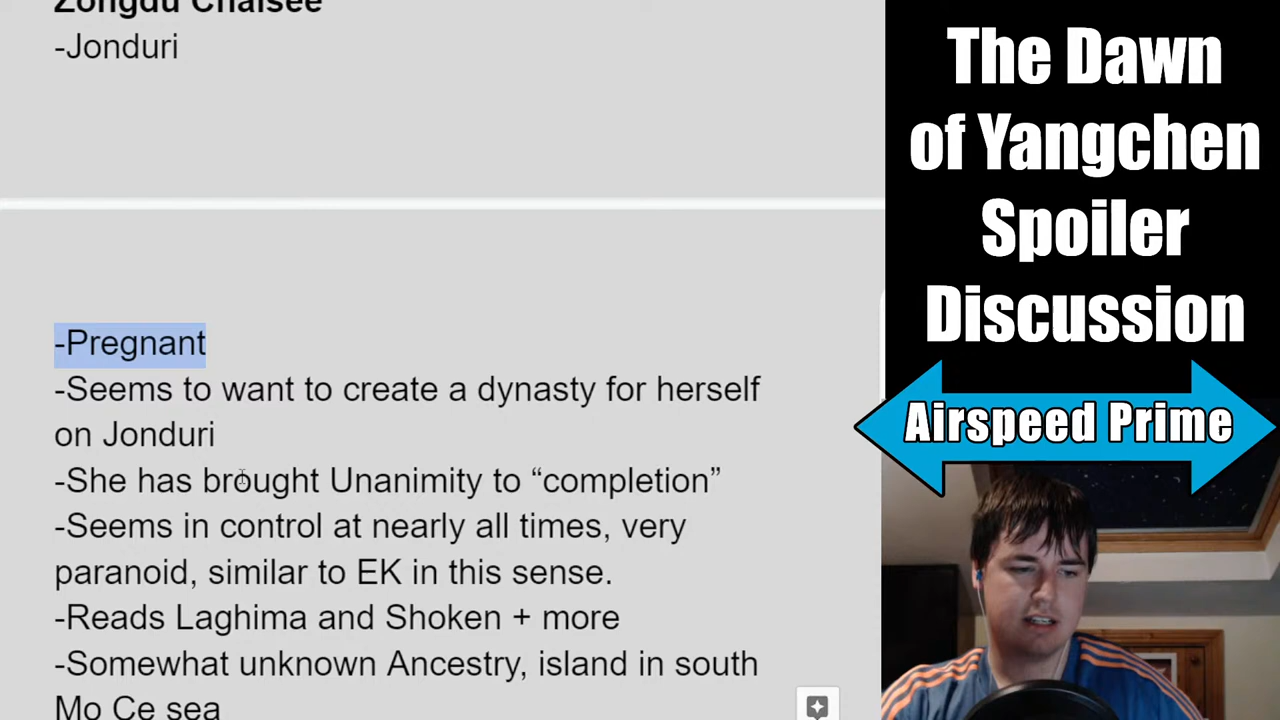 Zongdu Chaisee
-Jonduri
-Pregnant
-Seems to want to create a dynasty for herself
on Jonduri
-She has brought Unanimity to “completion”
-Seems in control at nearly all times, very
paranoid, similar to EK in this sense.
-Reads Laghima and Shoken + more
-Somewhat unknown Ancestry, island in south
Mo Ce sea
The Dawn
of Yangchen
Spoiler
Discussion
Airspeed Prime